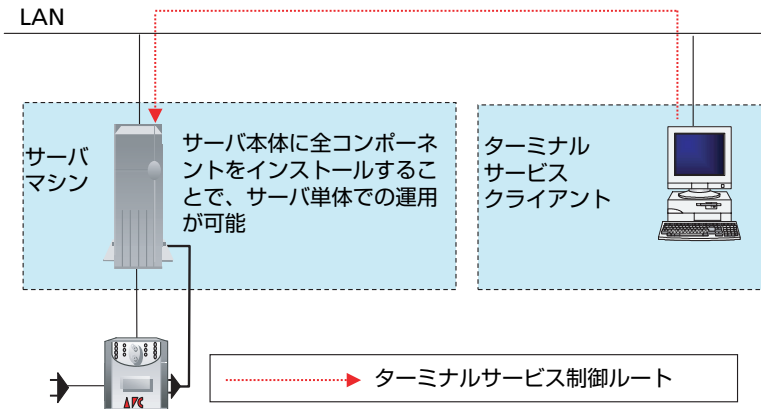 LAN
サーバ
マシン
サーバ本体に全コンポーネ
ントをインストールするこ
とで、サーバ単体での運用
が可能
ターミナル
サービス
クライアント
APC
ターミナルサービス制御ルート